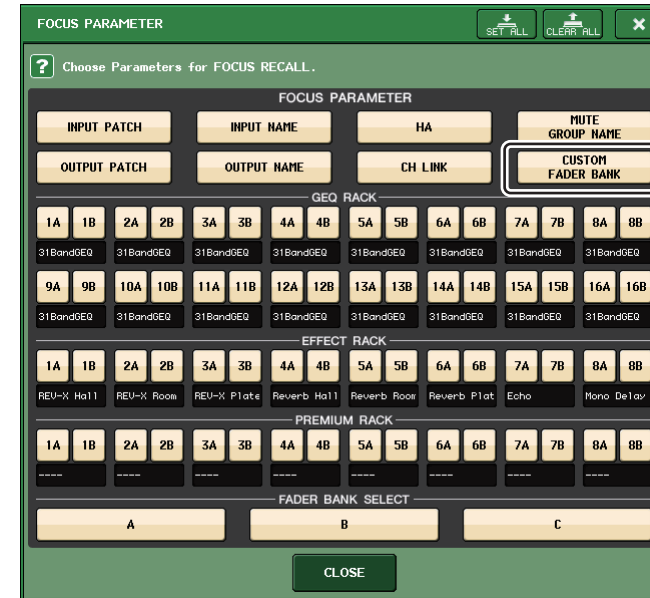 FOCUS PARAMETER SET ALL CLEAR ALL
? Choose Parameters for FOCUS RECALL.
FOCUS PARAMETER
INPUT PATCH INPUT NAME HA MUTE GROUP NAME
OUTPUT PATCH OUTPUT NAME CH LINK CUSTOM FADER BANK
GEQ RACK
1A 1B 2A 2B 3A 3B 4A 4B 5A 5B 6A 6B 7A 7B 8A 8B
31BandGEQ 31BandGEQ 31BandGEQ 31BandGEQ 31BandGEQ 31BandGEQ 31BandGEQ 31BandGEQ
9A 9B 10A 10B 11A 11B 12A 12B 13A 13B 14A 14B 15A 15B 16A 16B
31BandGEQ 31BandGEQ 31BandGEQ 31BandGEQ 31BandGEQ 31BandGEQ 31BandGEQ 31BandGEQ
EFFECT RACK
1A 1B 2A 2B 3A 3B 4A 4B 5A 5B 6A 6B 7A 7B 8A 8B
REV-X Hall REV-X Room REV-X Plate Reverb Hall Reverb Room Reverb Plat Echo Mono Delay
PREMIUM RACK
1A 1B 2A 2B 3A 3B 4A 4B 5A 5B 6A 6B 7A 7B 8A 8B
---- ---- ---- ---- ---- ---- ---- ----
FADER BANK SELECT
A B C
CLOSE